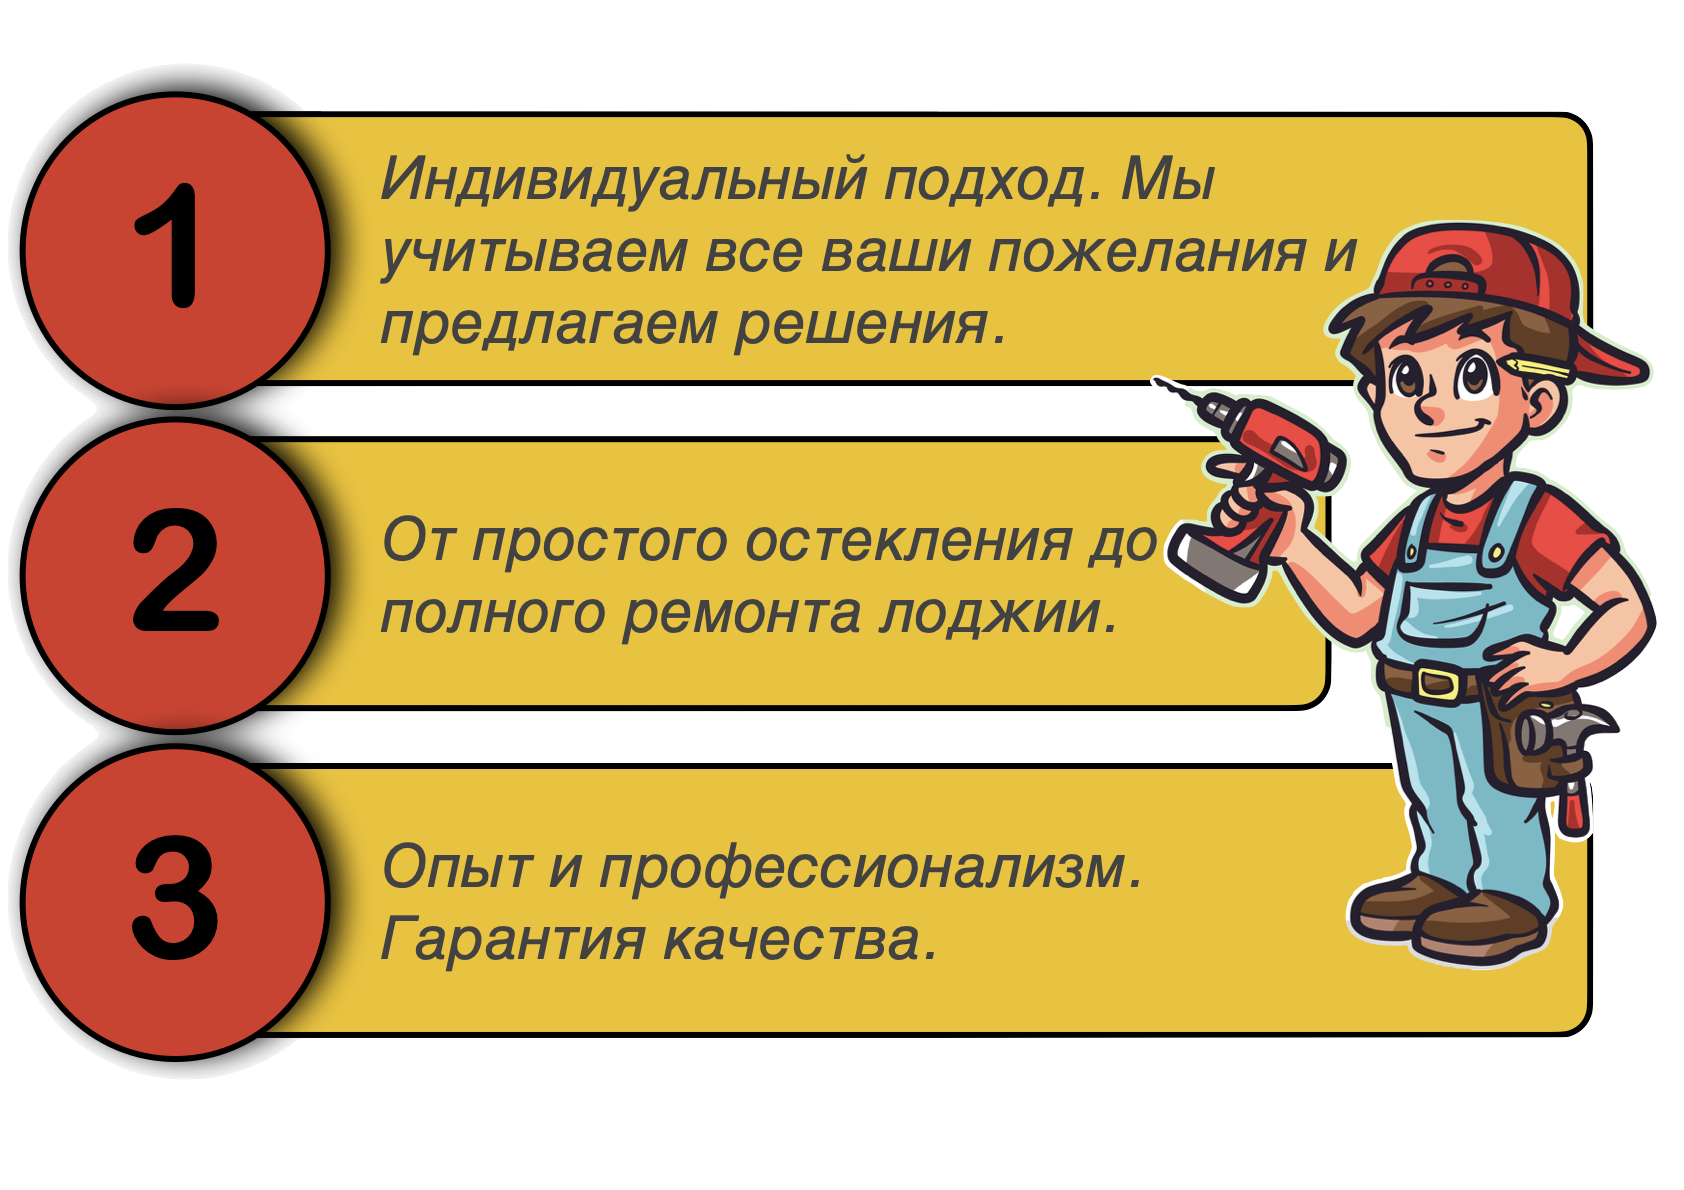 1
Индивидуальный подход. Мы
учитываем все ваши пожелания и
предлагаем решения.
2
От простого остекления до
полного ремонта лоджии.
3
Опыт и профессионализм.
Гарантия качества.